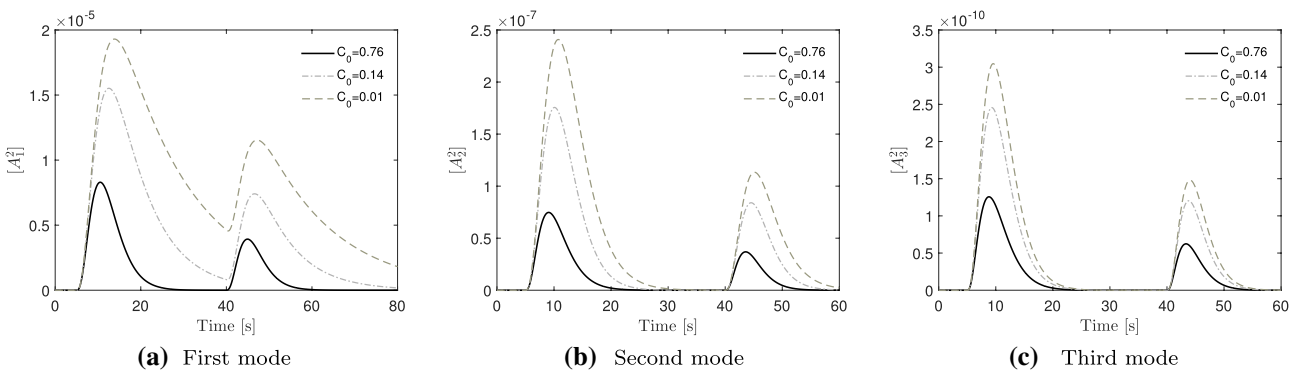 ×10⁻⁵
2
1.5
1
0.5
0
[A₁²]
0 20 40 60 80
Time [s]
C₀=0.76
C₀=0.14
C₀=0.01
(a) First mode
×10⁻⁷
2.5
2
1.5
1
0.5
0
[A₂²]
0 10 20 30 40 50 60
Time [s]
C₀=0.76
C₀=0.14
C₀=0.01
(b) Second mode
×10⁻¹⁰
3.5
3
2.5
2
1.5
1
0.5
0
[A₃²]
0 10 20 30 40 50 60
Time [s]
C₀=0.76
C₀=0.14
C₀=0.01
(c) Third mode